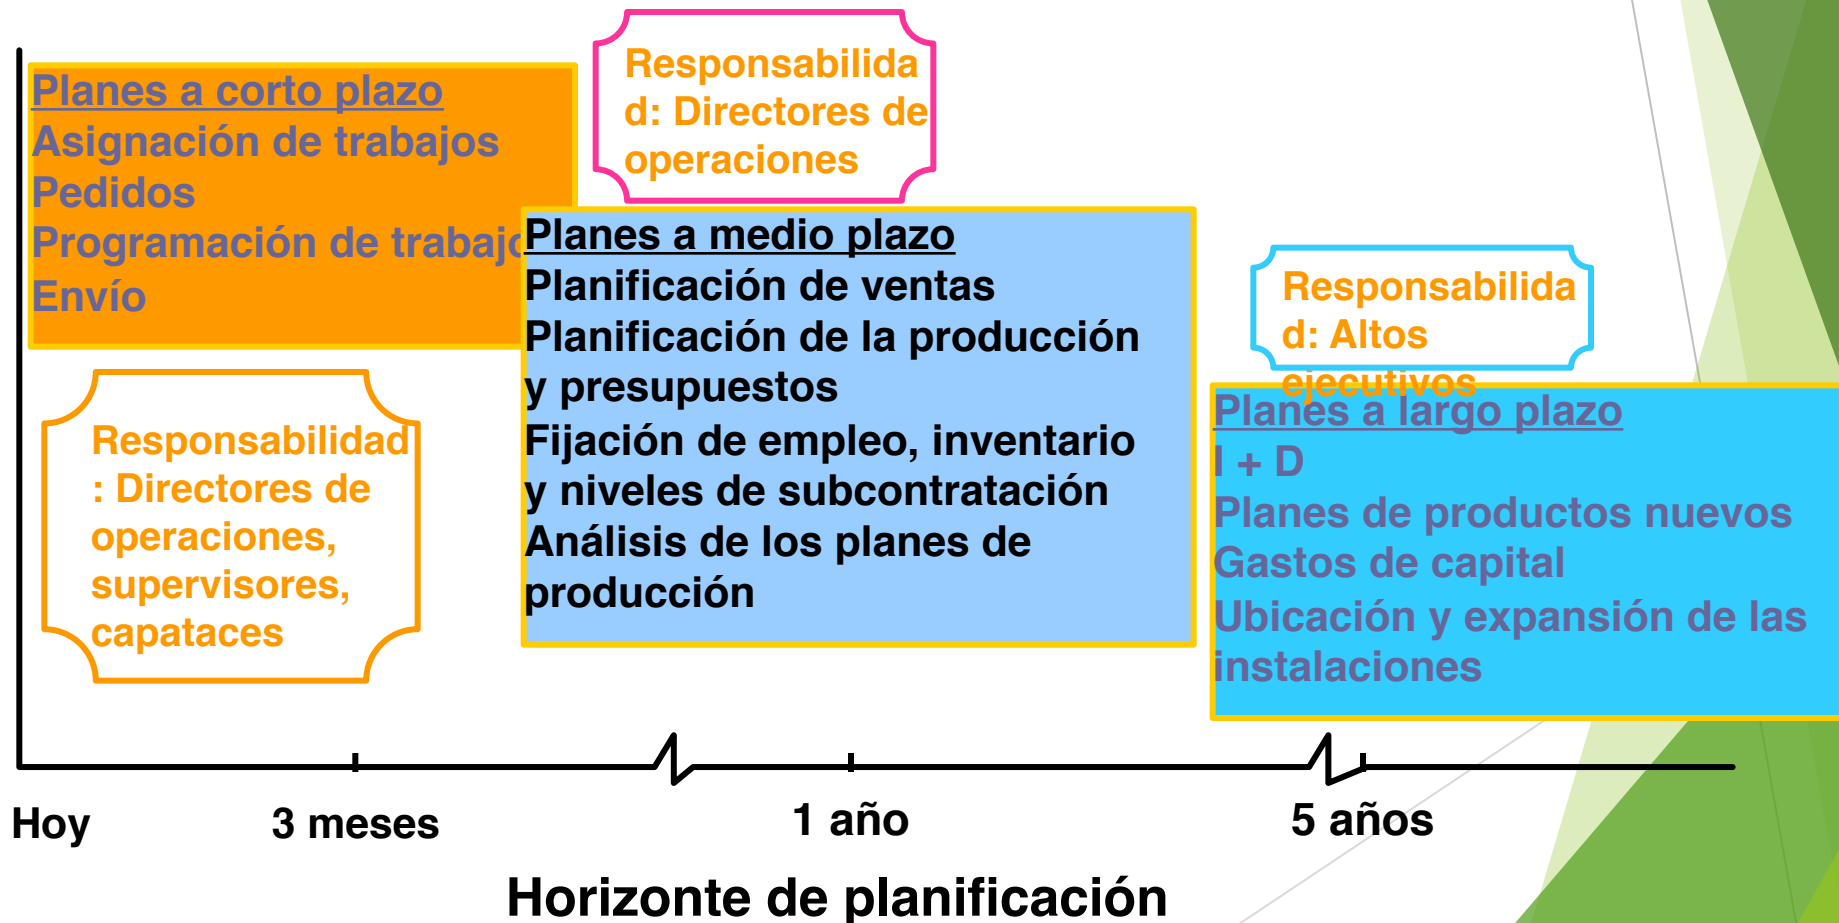 Planes a corto plazo
Asignación de trabajos
Pedidos
Programación de trabajo
Envío
Responsabilidad
: Directores de
operaciones,
supervisores,
capataces
Responsabilida
d: Directores de
operaciones
Planes a medio plazo
Planificación de ventas
Planificación de la producción
y presupuestos
Fijación de empleo, inventario
y niveles de subcontratación
Análisis de los planes de
producción
Responsabilida
d: Altos
ejecutivos
Planes a largo plazo
I + D
Planes de productos nuevos
Gastos de capital
Ubicación y expansión de las
instalaciones
Hoy 3 meses 1 año 5 años
Horizonte de planificación